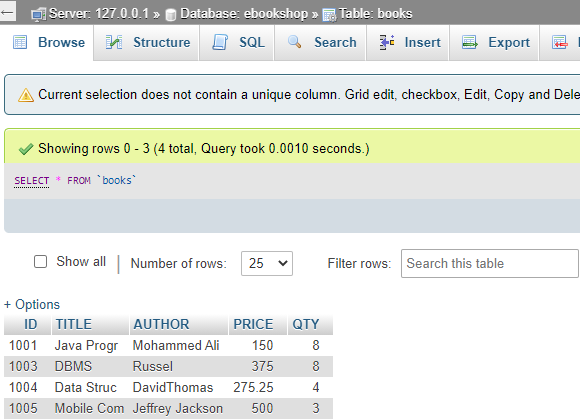 Server: 127.0.0.1 » Database: ebookshop » Table: books
Browse Structure SQL Search Insert Export
Current selection does not contain a unique column. Grid edit, checkbox, Edit, Copy and Dele
Showing rows 0 - 3 (4 total, Query took 0.0010 seconds.)
SELECT * FROM `books`
Show all Number of rows: 25 Filter rows: Search this table
+ Options
ID TITLE AUTHOR PRICE QTY
1001 Java Progr Mohammed Ali 150 8
1003 DBMS Russel 375 8
1004 Data Struc DavidThomas 275.25 4
1005 Mobile Com Jeffrey Jackson 500 3